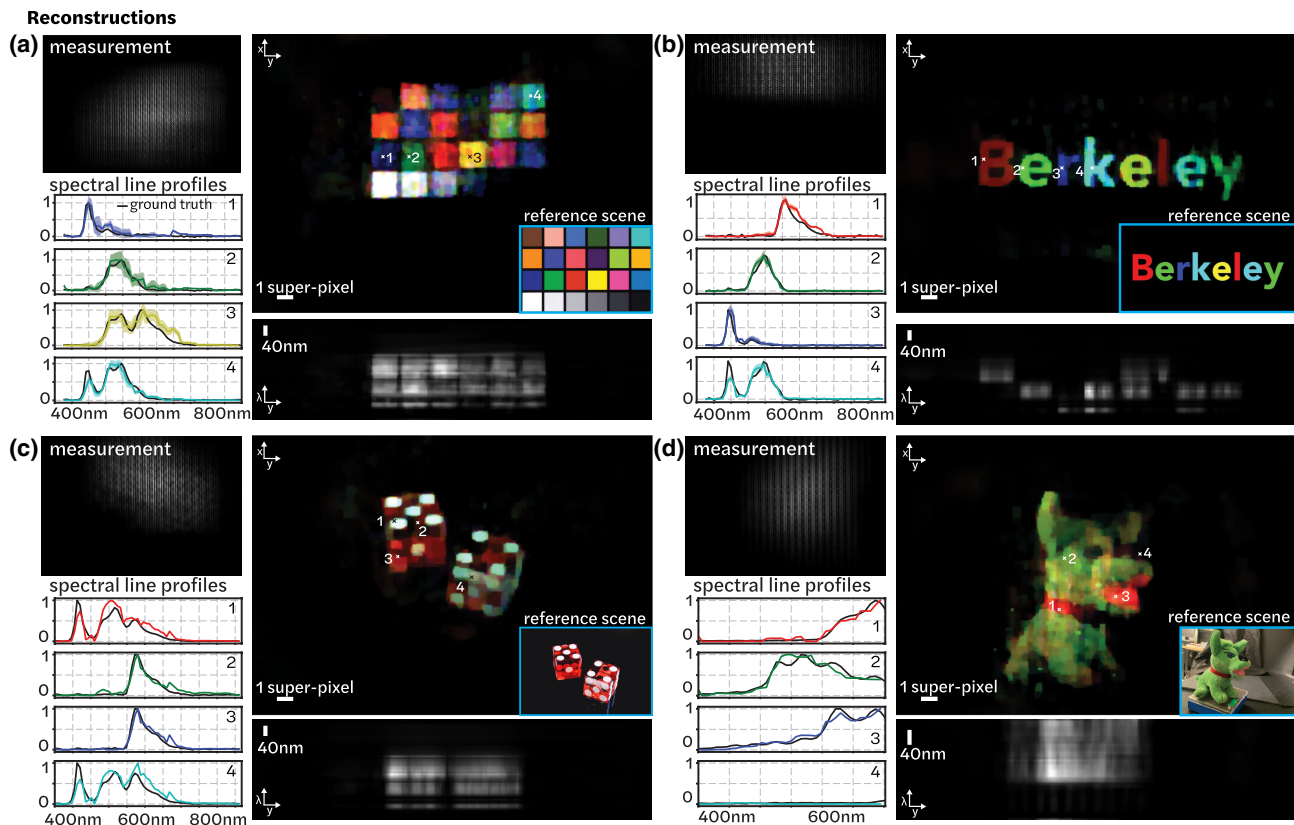 Reconstructions
(a)
measurement
x
y
4
1
2
3
spectral line profiles
ground truth
1
1
0
1
2
0
1
3
0
1
4
0
400nm 600nm 800nm
reference scene
1 super-pixel
40nm
λ
y
(b)
measurement
x
y
Berkeley
1
2
3
4
spectral line profiles
1
1
0
1
2
0
1
3
0
1
4
0
400nm 600nm 800nm
reference scene
Berkeley
1 super-pixel
40nm
λ
y
(c)
measurement
x
y
1
2
3
4
spectral line profiles
1
1
0
1
2
0
1
3
0
1
4
0
400nm 600nm 800nm
reference scene
1 super-pixel
40nm
λ
y
(d)
measurement
x
y
2
4
1
3
spectral line profiles
1
1
0
1
2
0
1
3
0
1
4
0
400nm 600nm
reference scene
1 super-pixel
40nm
λ
y